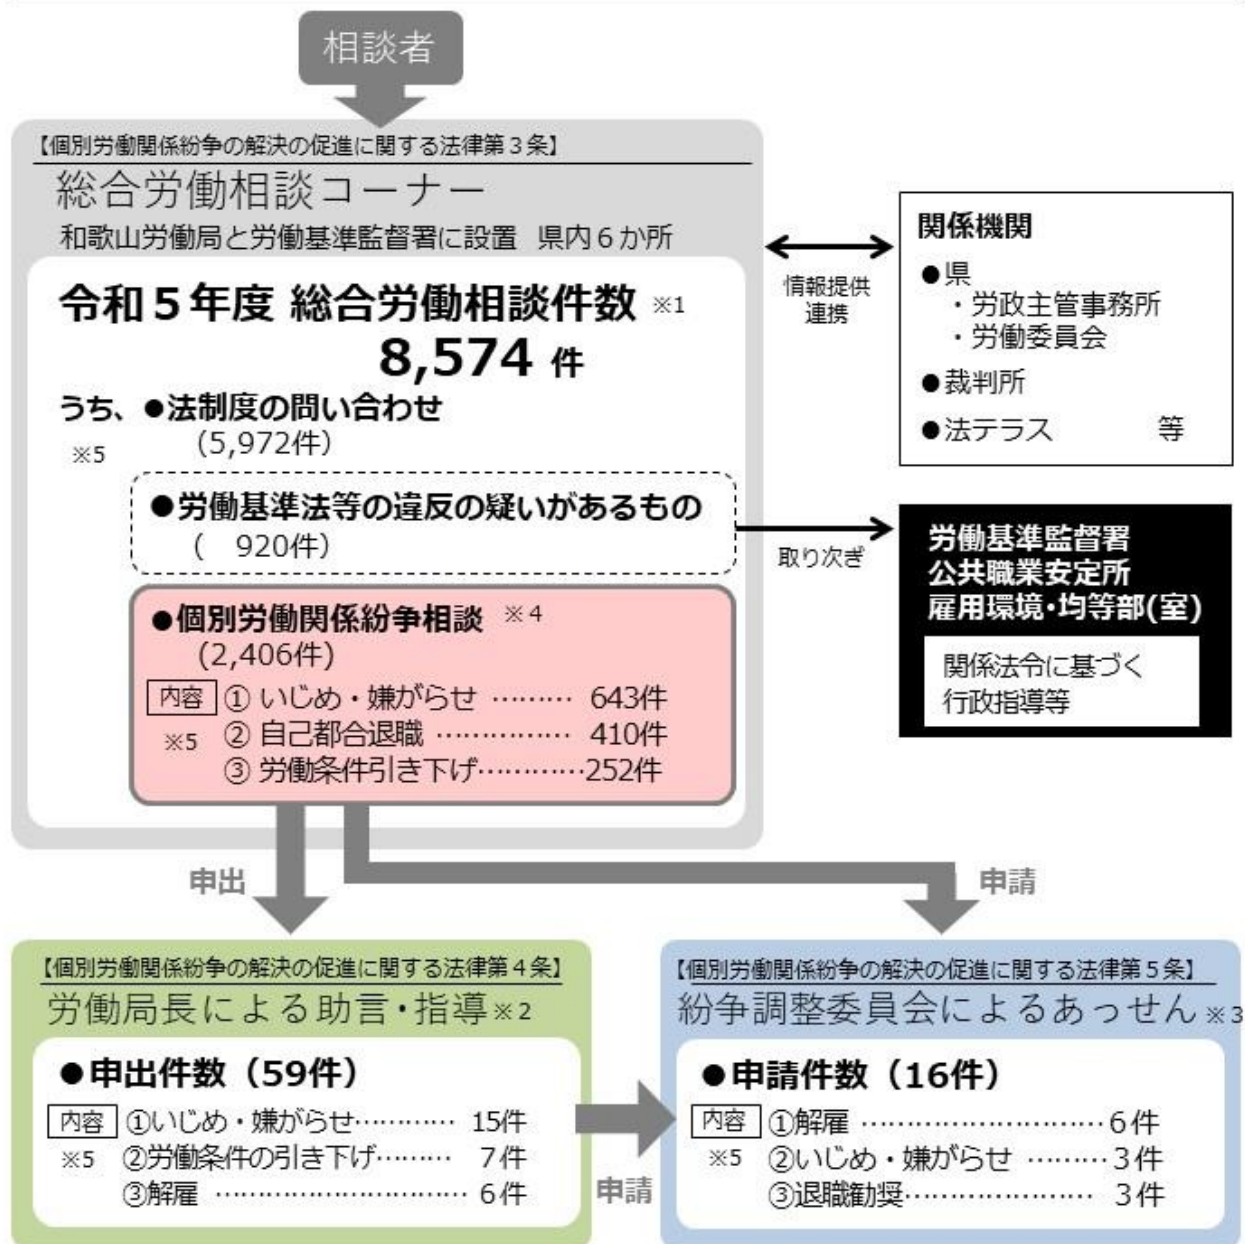 相談者
【個別労働関係紛争の解決の促進に関する法律第3条】
総合労働相談コーナー
和歌山労働局と労働基準監督署に設置 県内6か所
令和5年度 総合労働相談件数 ※1
8,574 件
うち、●法制度の問い合わせ
※5 (5,972件)
●労働基準法等の違反の疑いがあるもの
( 920件)
●個別労働関係紛争相談 ※4
(2,406件)
内容 ① いじめ・嫌がらせ ……… 643件
※5 ② 自己都合退職 …………… 410件
③ 労働条件引き下げ…………252件
情報提供
連携
関係機関
●県
・労政主管事務所
・労働委員会
●裁判所
●法テラス 等
取り次ぎ
労働基準監督署
公共職業安定所
雇用環境・均等部(室)
関係法令に基づく
行政指導等
申出
申請
【個別労働関係紛争の解決の促進に関する法律第4条】
労働局長による助言・指導※2
●申出件数(59件)
内容 ①いじめ・嫌がらせ………… 15件
※5 ②労働条件の引き下げ……… 7件
③解雇 ………………………… 6件
申請
【個別労働関係紛争の解決の促進に関する法律第5条】
紛争調整委員会によるあっせん※3
●申請件数(16件)
内容 ①解雇 ………………………6件
※5 ②いじめ・嫌がらせ ………3件
③退職勧奨………………… 3件